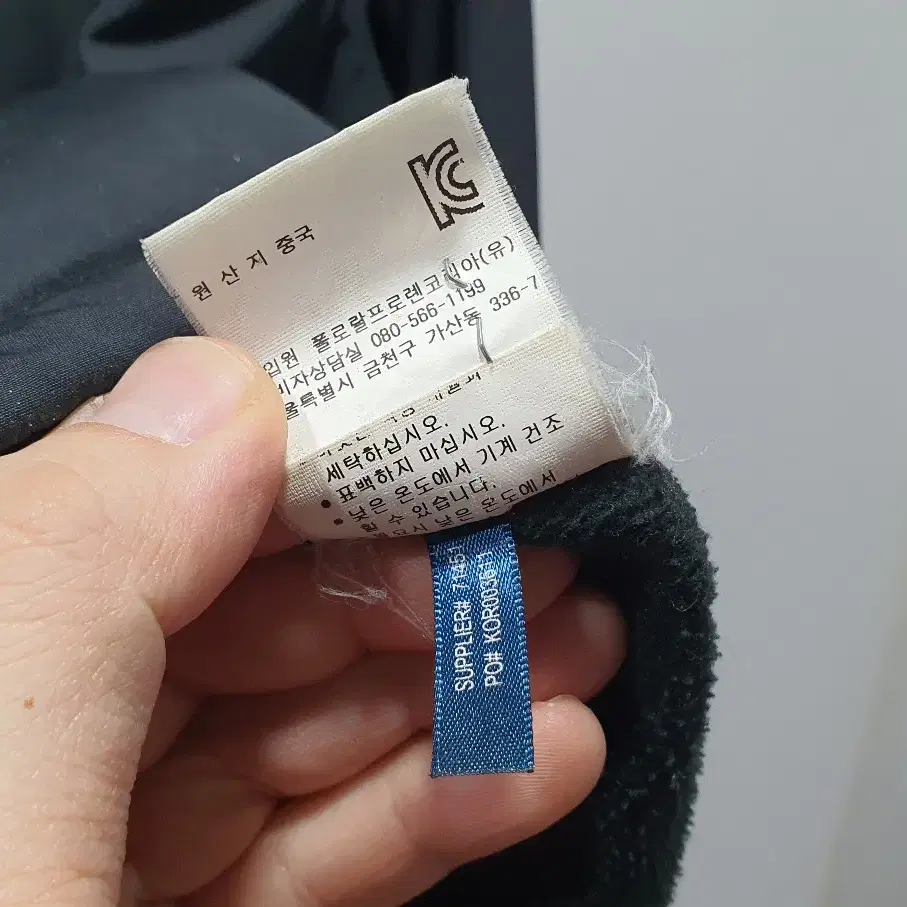 KC
원 산 지 중국
입원 폴로랄프로렌코리아(유)
비자상담실 080-566-1199
울특별시 금천구 가산동 336-7
세탁하십시오.
• 표백하지 마십시오.
• 낮은 온도에서 기계 건조
할 수 있습니다.
낮은 온도에서
SUPPLIER# 71451
PO# KOR003611